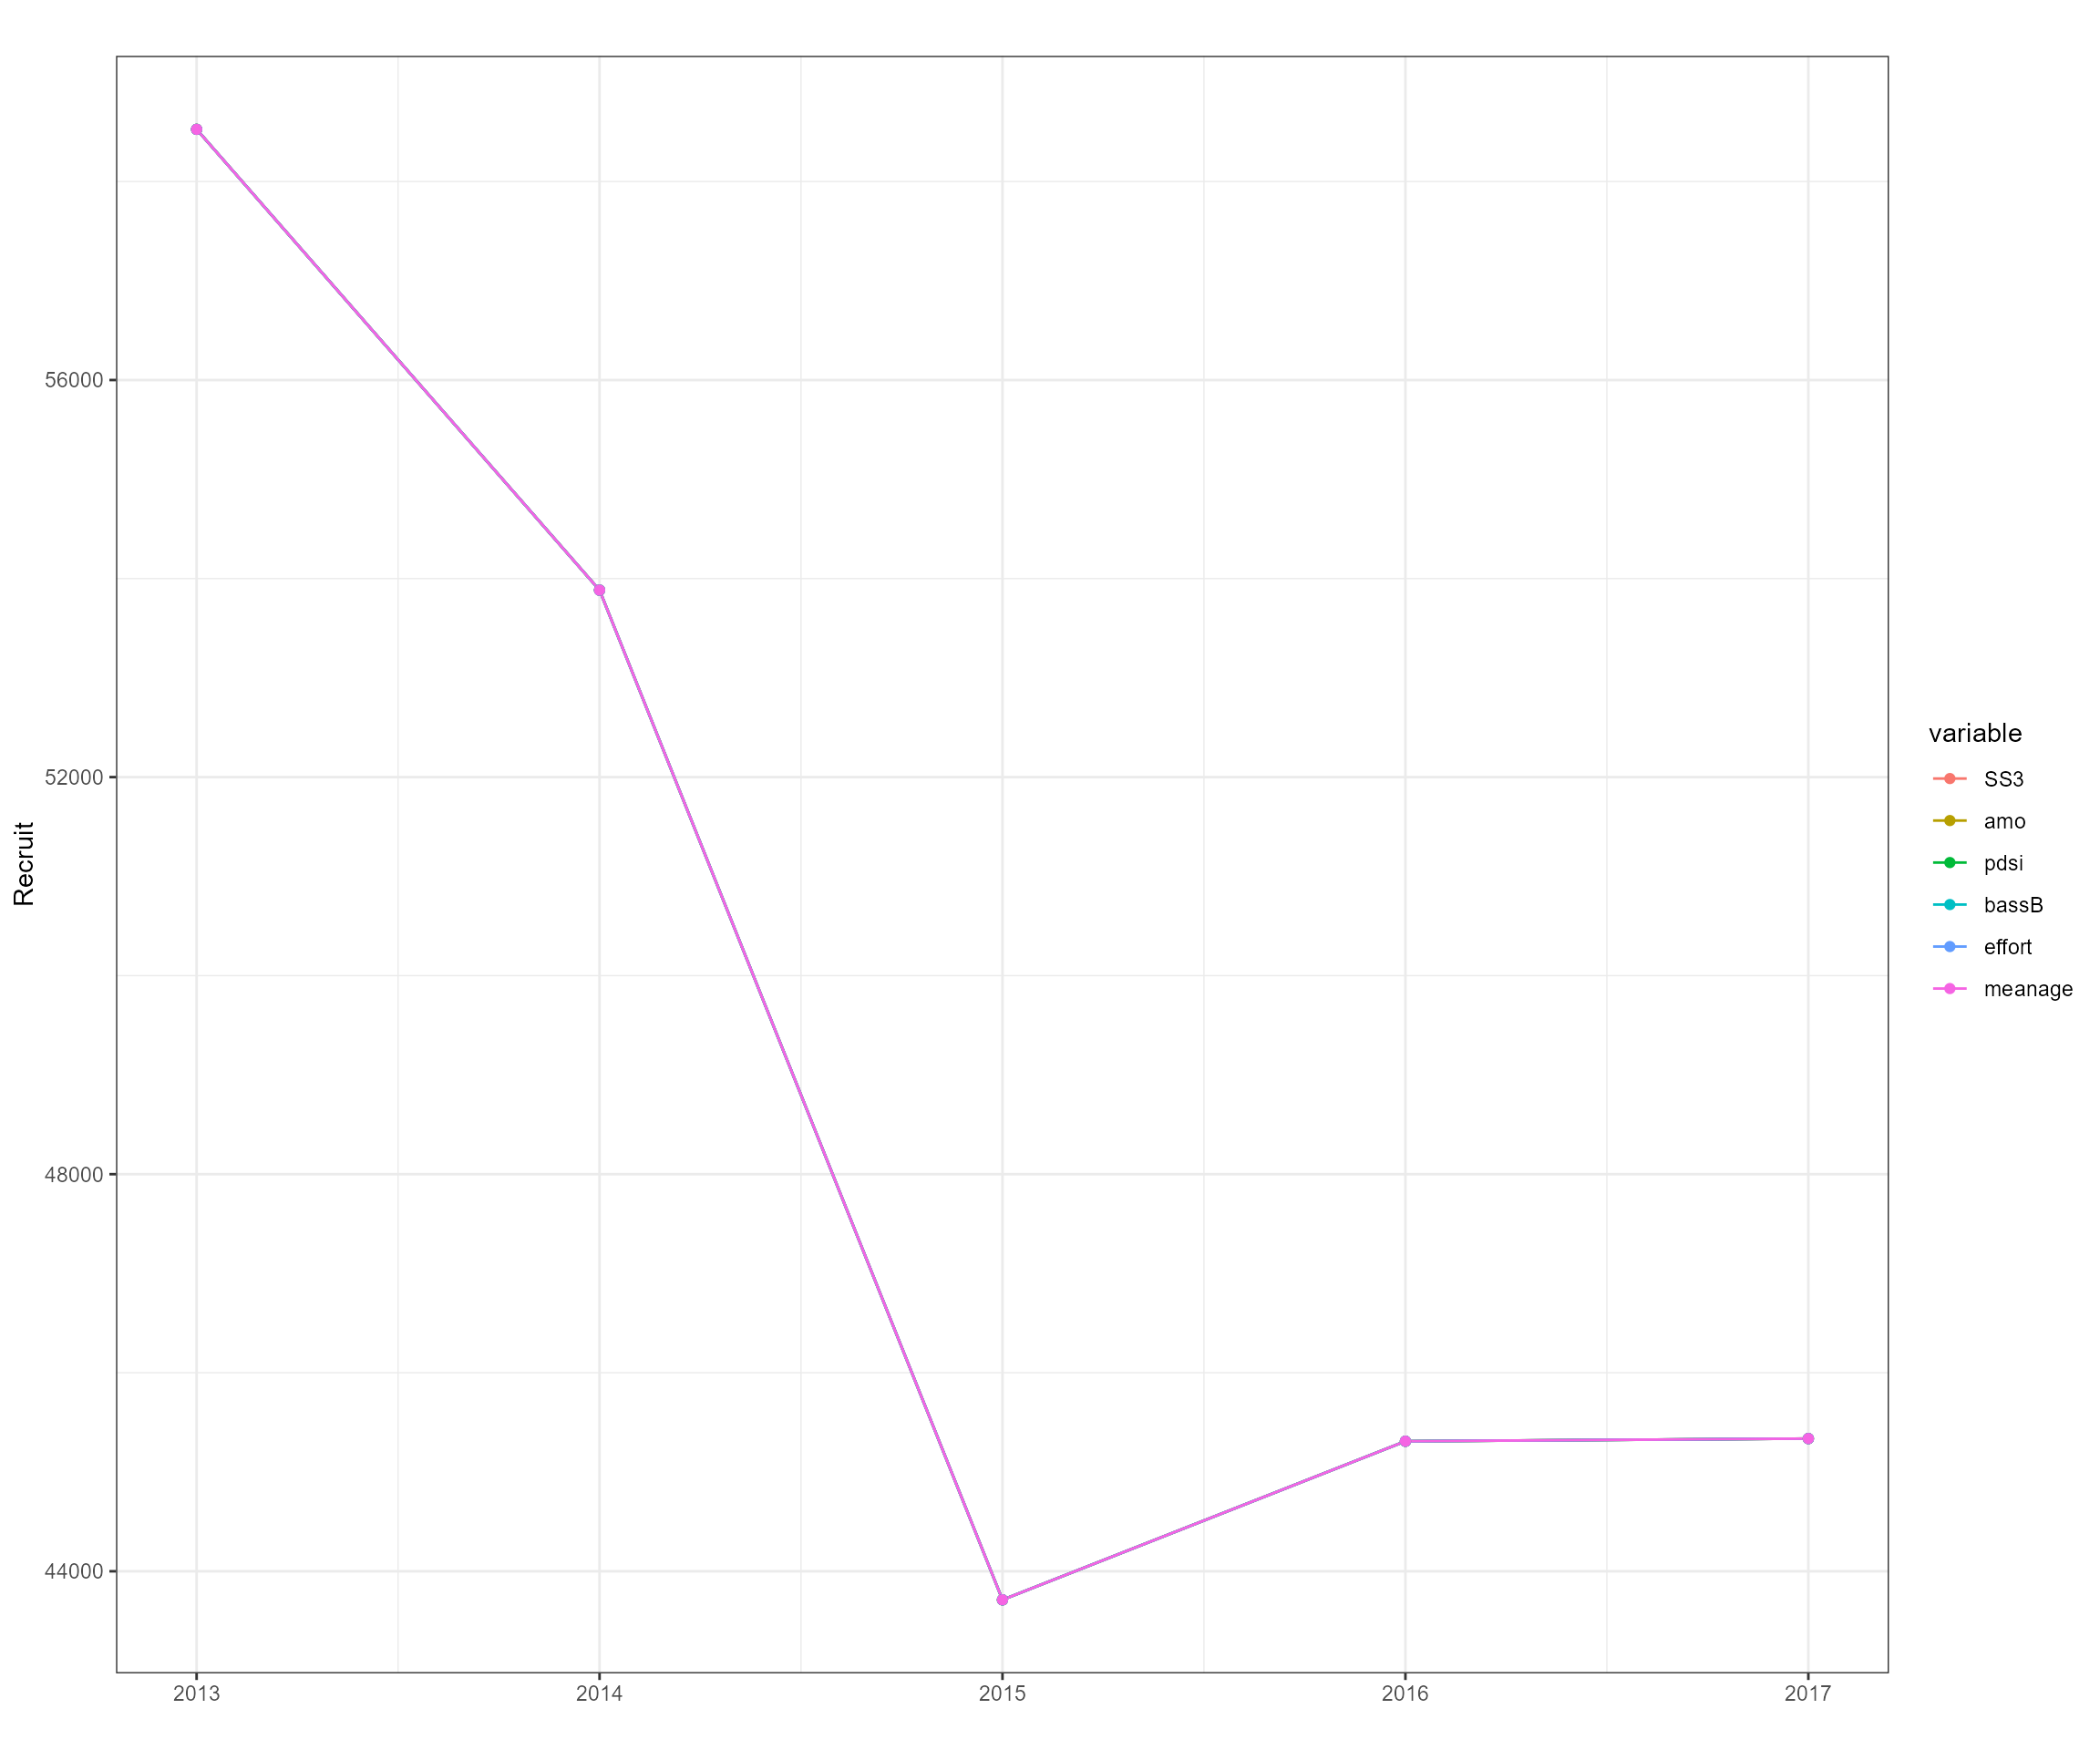 Recruit
56000
52000
48000
44000
2013
2014
2015
2016
2017
variable
SS3
amo
pdsi
bassB
effort
meanage